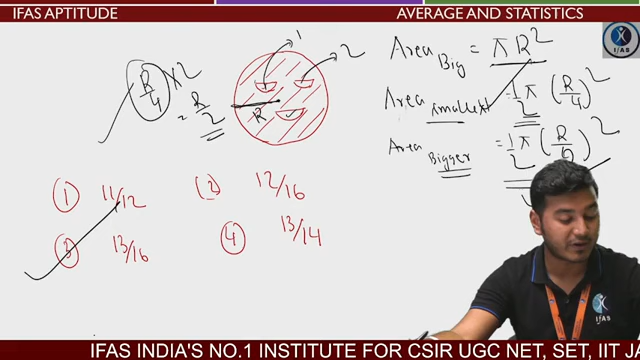 IFAS APTITUDE
AVERAGE AND STATISTICS
iFAS
R/4 × 2
= R/2
1
2
R
Area Big = π R²
Area smallest = 1/2 π (R/4)²
Area Bigger = 1/2 π (R/2)²
① 11/12
② 12/16
③ 13/16
④ 13/14
iFAS
IFAS INDIA'S NO.1 INSTITUTE FOR CSIR UGC NET, SET, IIT JA